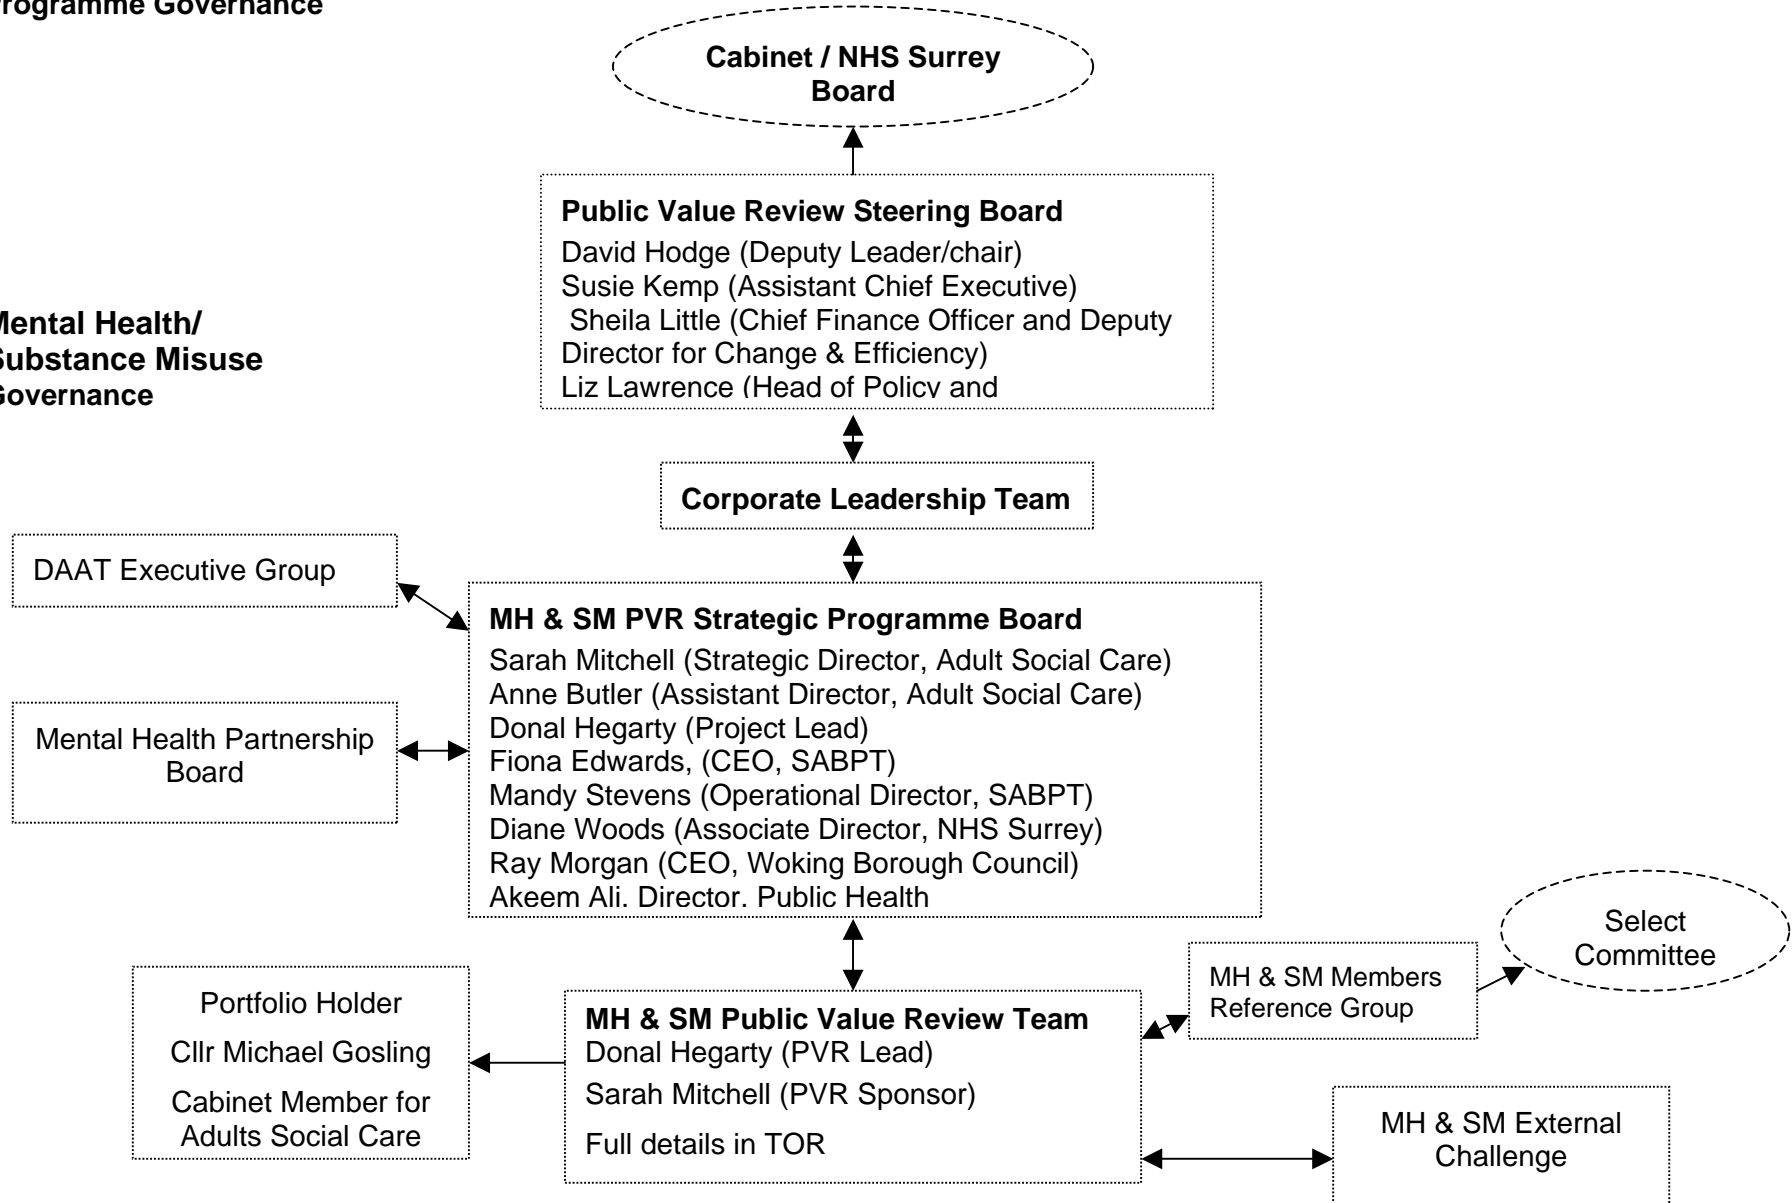 Programme Governance
Cabinet / NHS Surrey
Board
Public Value Review Steering Board
David Hodge (Deputy Leader/chair)
Susie Kemp (Assistant Chief Executive)
Sheila Little (Chief Finance Officer and Deputy
Director for Change & Efficiency)
Liz Lawrence (Head of Policy and
Mental Health/
Substance Misuse
Governance
Corporate Leadership Team
DAAT Executive Group
MH & SM PVR Strategic Programme Board
Sarah Mitchell (Strategic Director, Adult Social Care)
Anne Butler (Assistant Director, Adult Social Care)
Donal Hegarty (Project Lead)
Fiona Edwards, (CEO, SABPT)
Mandy Stevens (Operational Director, SABPT)
Diane Woods (Associate Director, NHS Surrey)
Ray Morgan (CEO, Woking Borough Council)
Akeem Ali. Director. Public Health
Mental Health Partnership
Board
Select
Committee
MH & SM Members
Reference Group
Portfolio Holder
Cllr Michael Gosling
Cabinet Member for
Adults Social Care
MH & SM Public Value Review Team
Donal Hegarty (PVR Lead)
Sarah Mitchell (PVR Sponsor)
Full details in TOR
MH & SM External
Challenge